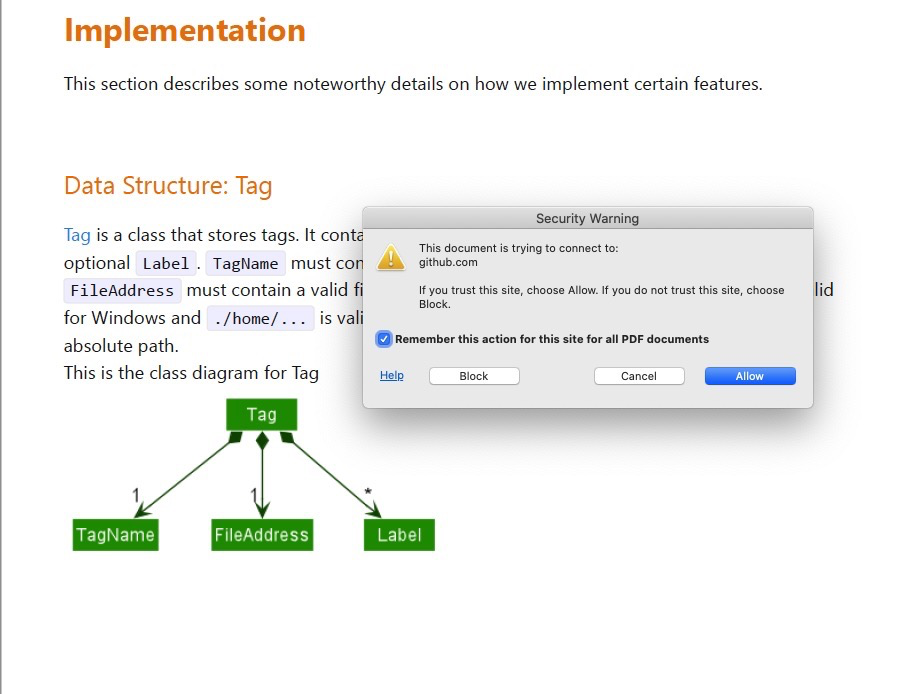 Implementation
This section describes some noteworthy details on how we implement certain features.
Data Structure: Tag
Tag is a class that stores tags. It conta
optional Label . TagName must con
FileAddress must contain a valid fi lid
for Windows and ./home/... is vali
absolute path.
This is the class diagram for Tag
Security Warning
This document is trying to connect to:
github.com
If you trust this site, choose Allow. If you do not trust this site, choose
Block.
Remember this action for this site for all PDF documents
Help Block Cancel Allow
Tag
1 1 *
TagName FileAddress Label